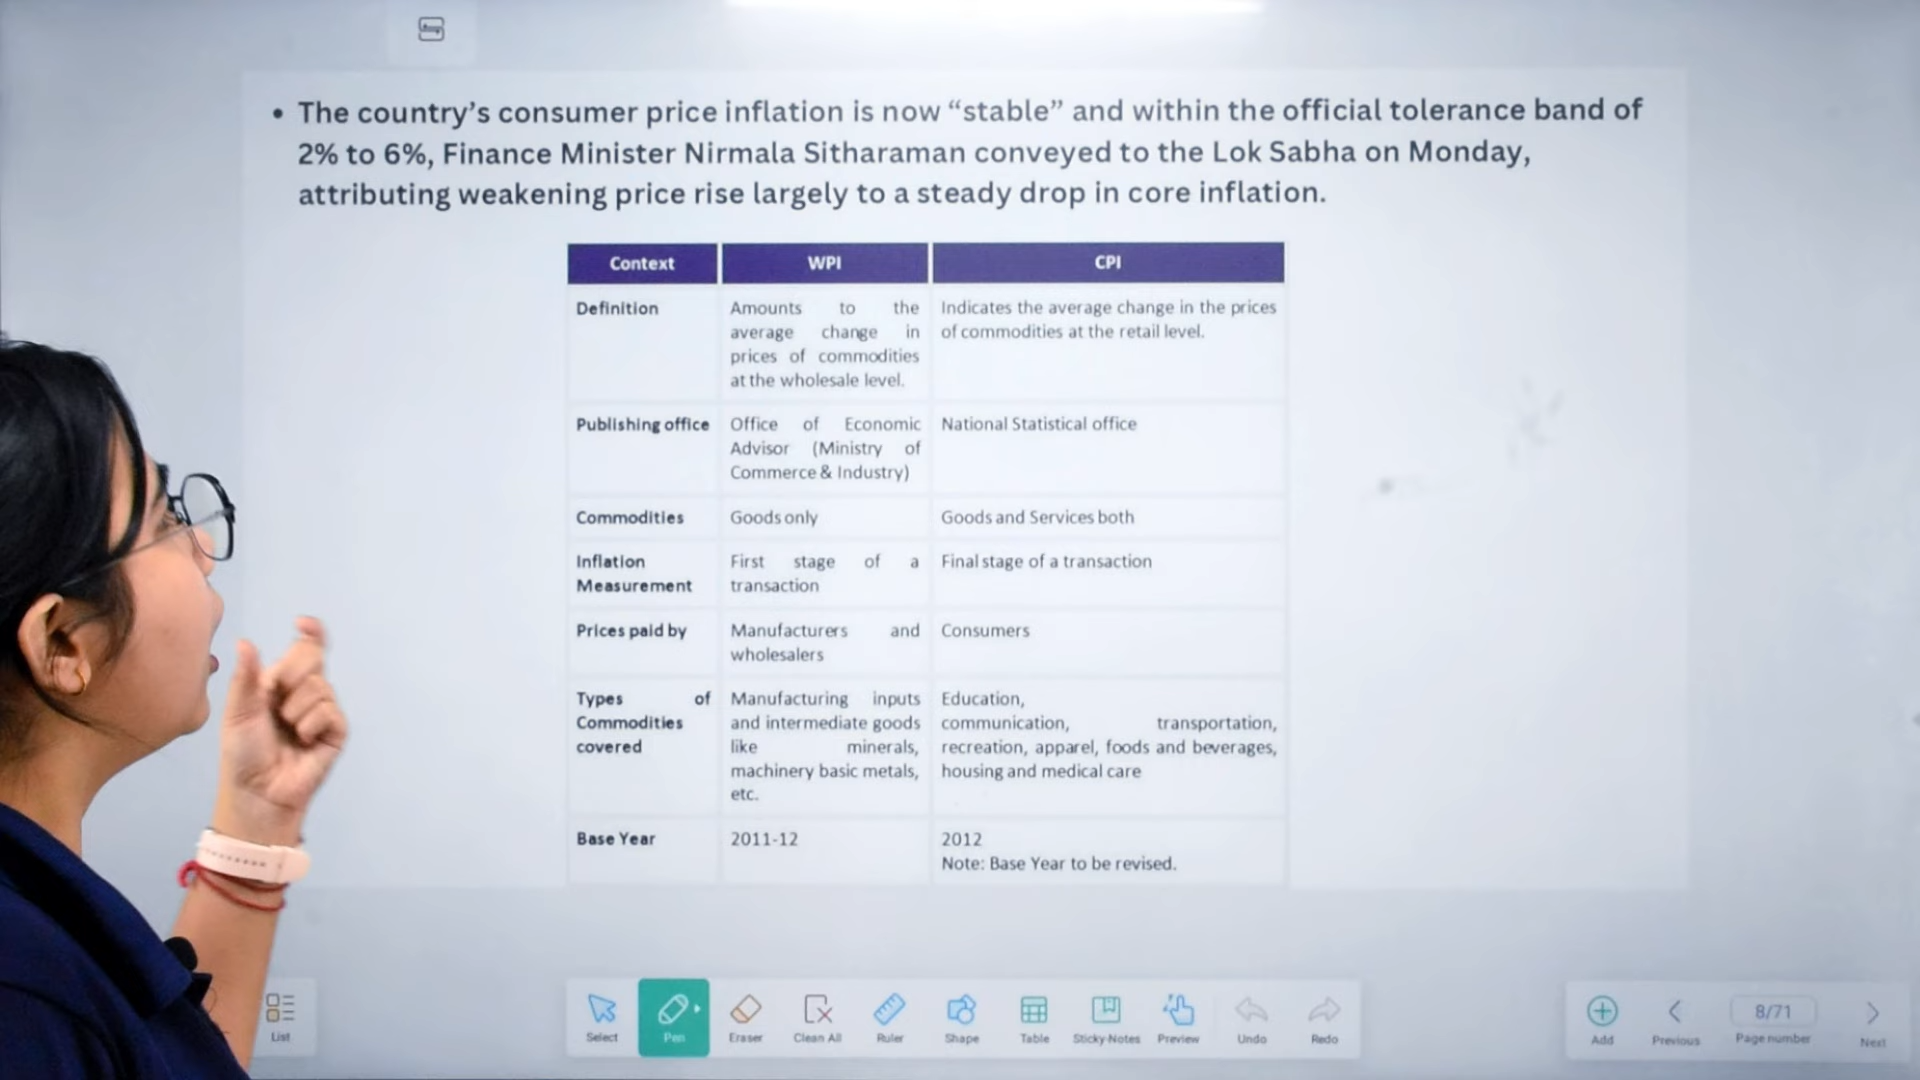 • The country’s consumer price inflation is now “stable” and within the official tolerance band of
2% to 6%, Finance Minister Nirmala Sitharaman conveyed to the Lok Sabha on Monday,
attributing weakening price rise largely to a steady drop in core inflation.
Context WPI CPI
Definition Amounts to the Indicates the average change in the prices
average change in of commodities at the retail level.
prices of commodities
at the wholesale level.
Publishing office Office of Economic National Statistical office
Advisor (Ministry of
Commerce & Industry)
Commodities Goods only Goods and Services both
Inflation First stage of a Final stage of a transaction
Measurement transaction
Prices paid by Manufacturers and Consumers
wholesalers
Types of Manufacturing inputs Education,
Commodities and intermediate goods communication, transportation,
covered like minerals, recreation, apparel, foods and beverages,
machinery basic metals, housing and medical care
etc.
Base Year 2011-12 2012
Note: Base Year to be revised.
List Select Pen Eraser Clean All Ruler Shape Table Sticky Notes Preview Undo Redo Add Previous 8/71 Page number Next